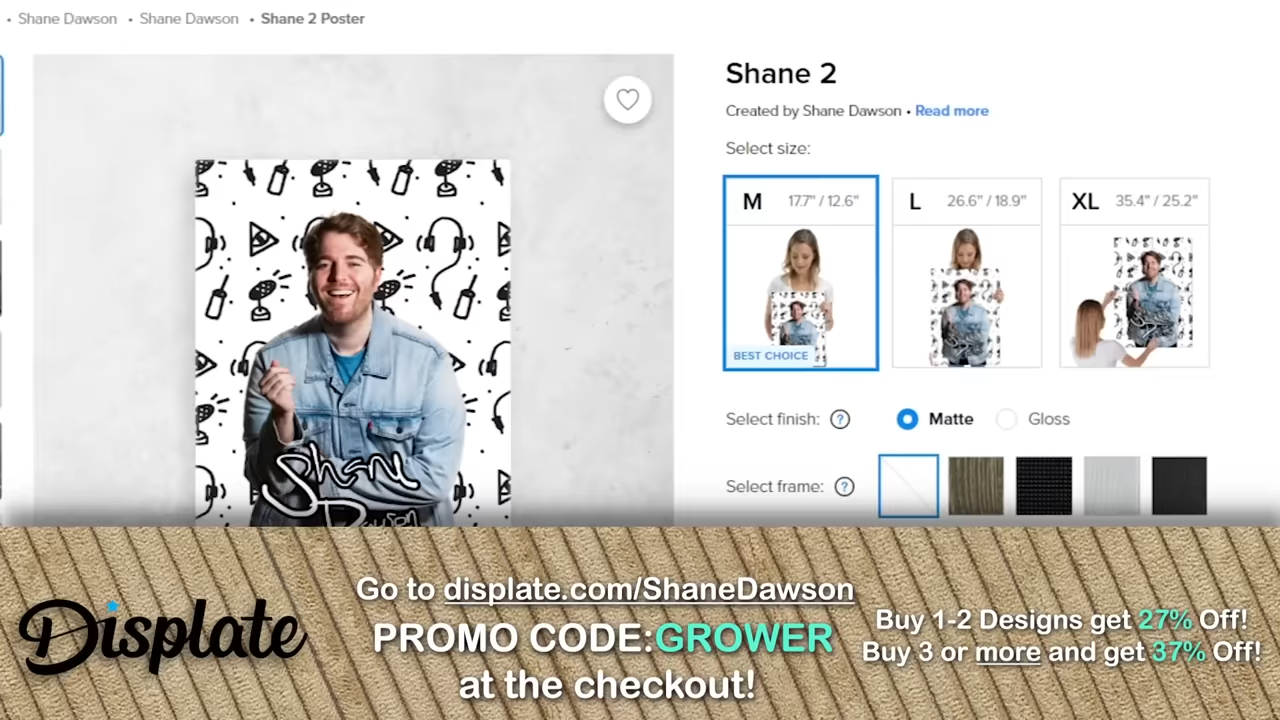 • Shane Dawson • Shane Dawson • Shane 2 Poster
Shane 2
Created by Shane Dawson • Read more
Select size:
M 17.7" / 12.6"
L 26.6" / 18.9"
XL 35.4" / 25.2"
BEST CHOICE
Select finish: ? Matte Gloss
Select frame: ?
Shane
Dawson
Displate
Go to displate.com/ShaneDawson
PROMO CODE:GROWER
at the checkout!
Buy 1-2 Designs get 27% Off!
Buy 3 or more and get 37% Off!